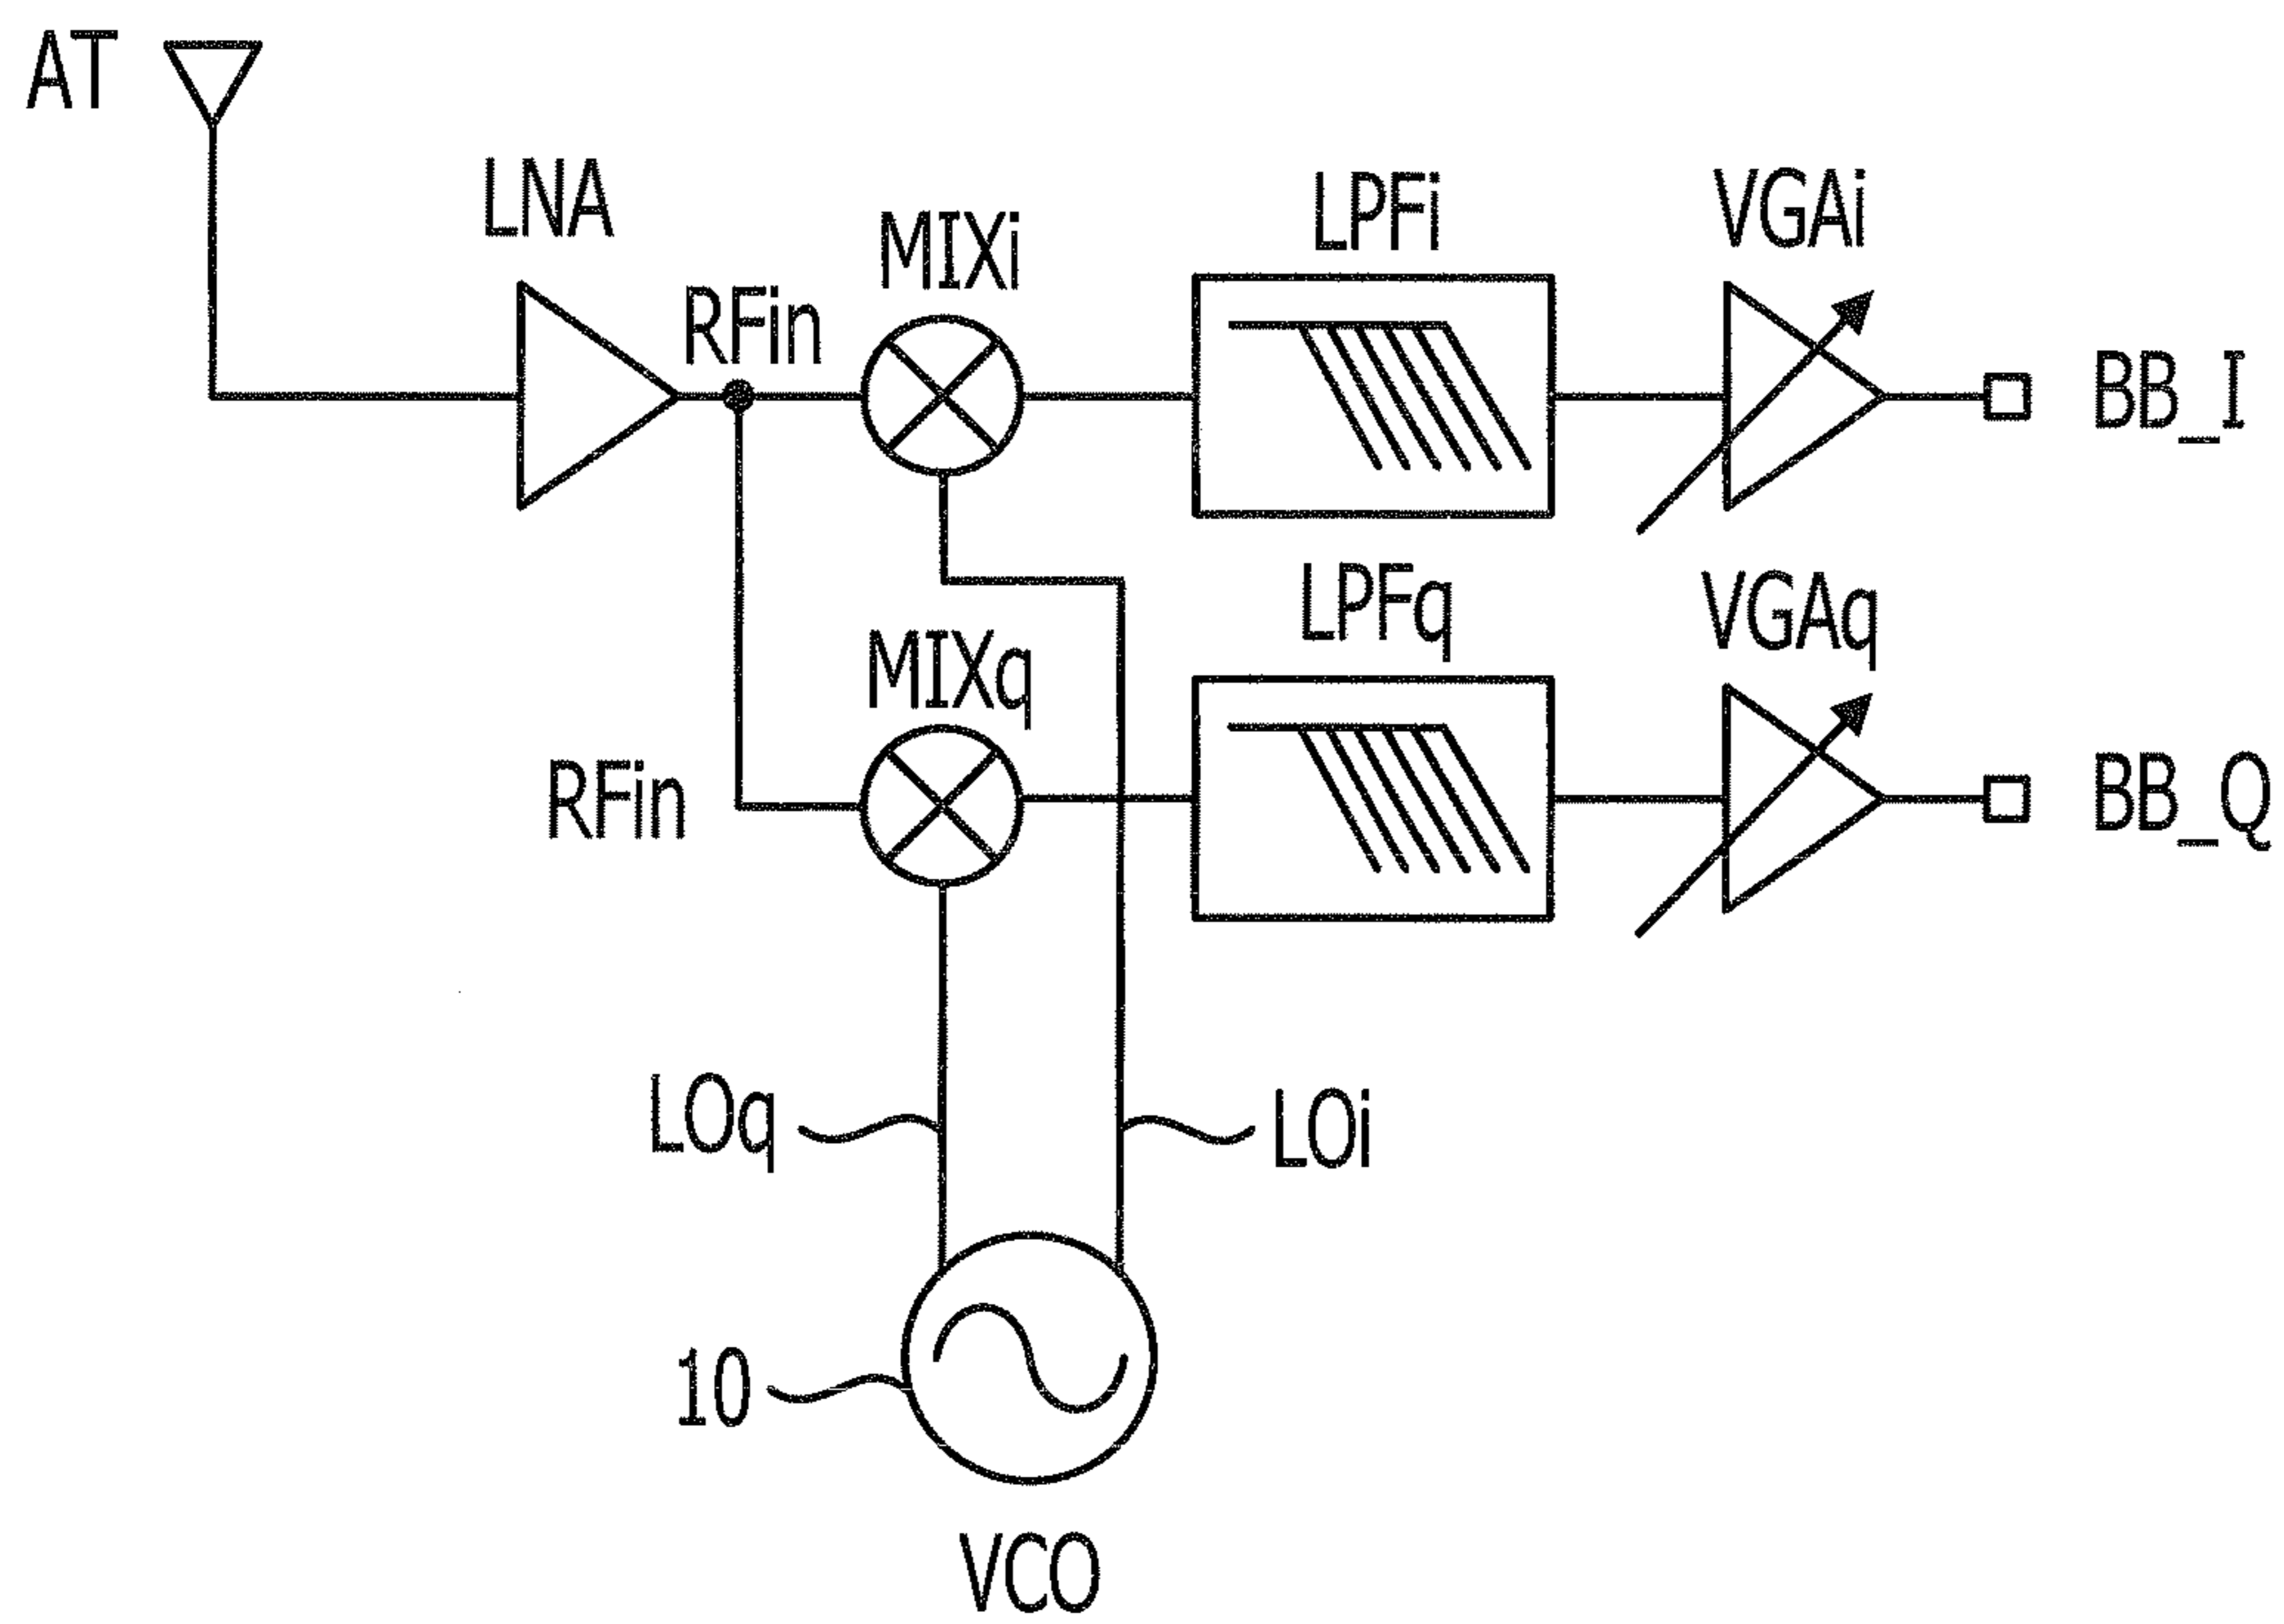 AT
LNA
RFin
MIXi
LPFi
VGAi
BB_I
RFin
MIXq
LPFq
VGAq
BB_Q
LOq
LOi
10
VCO